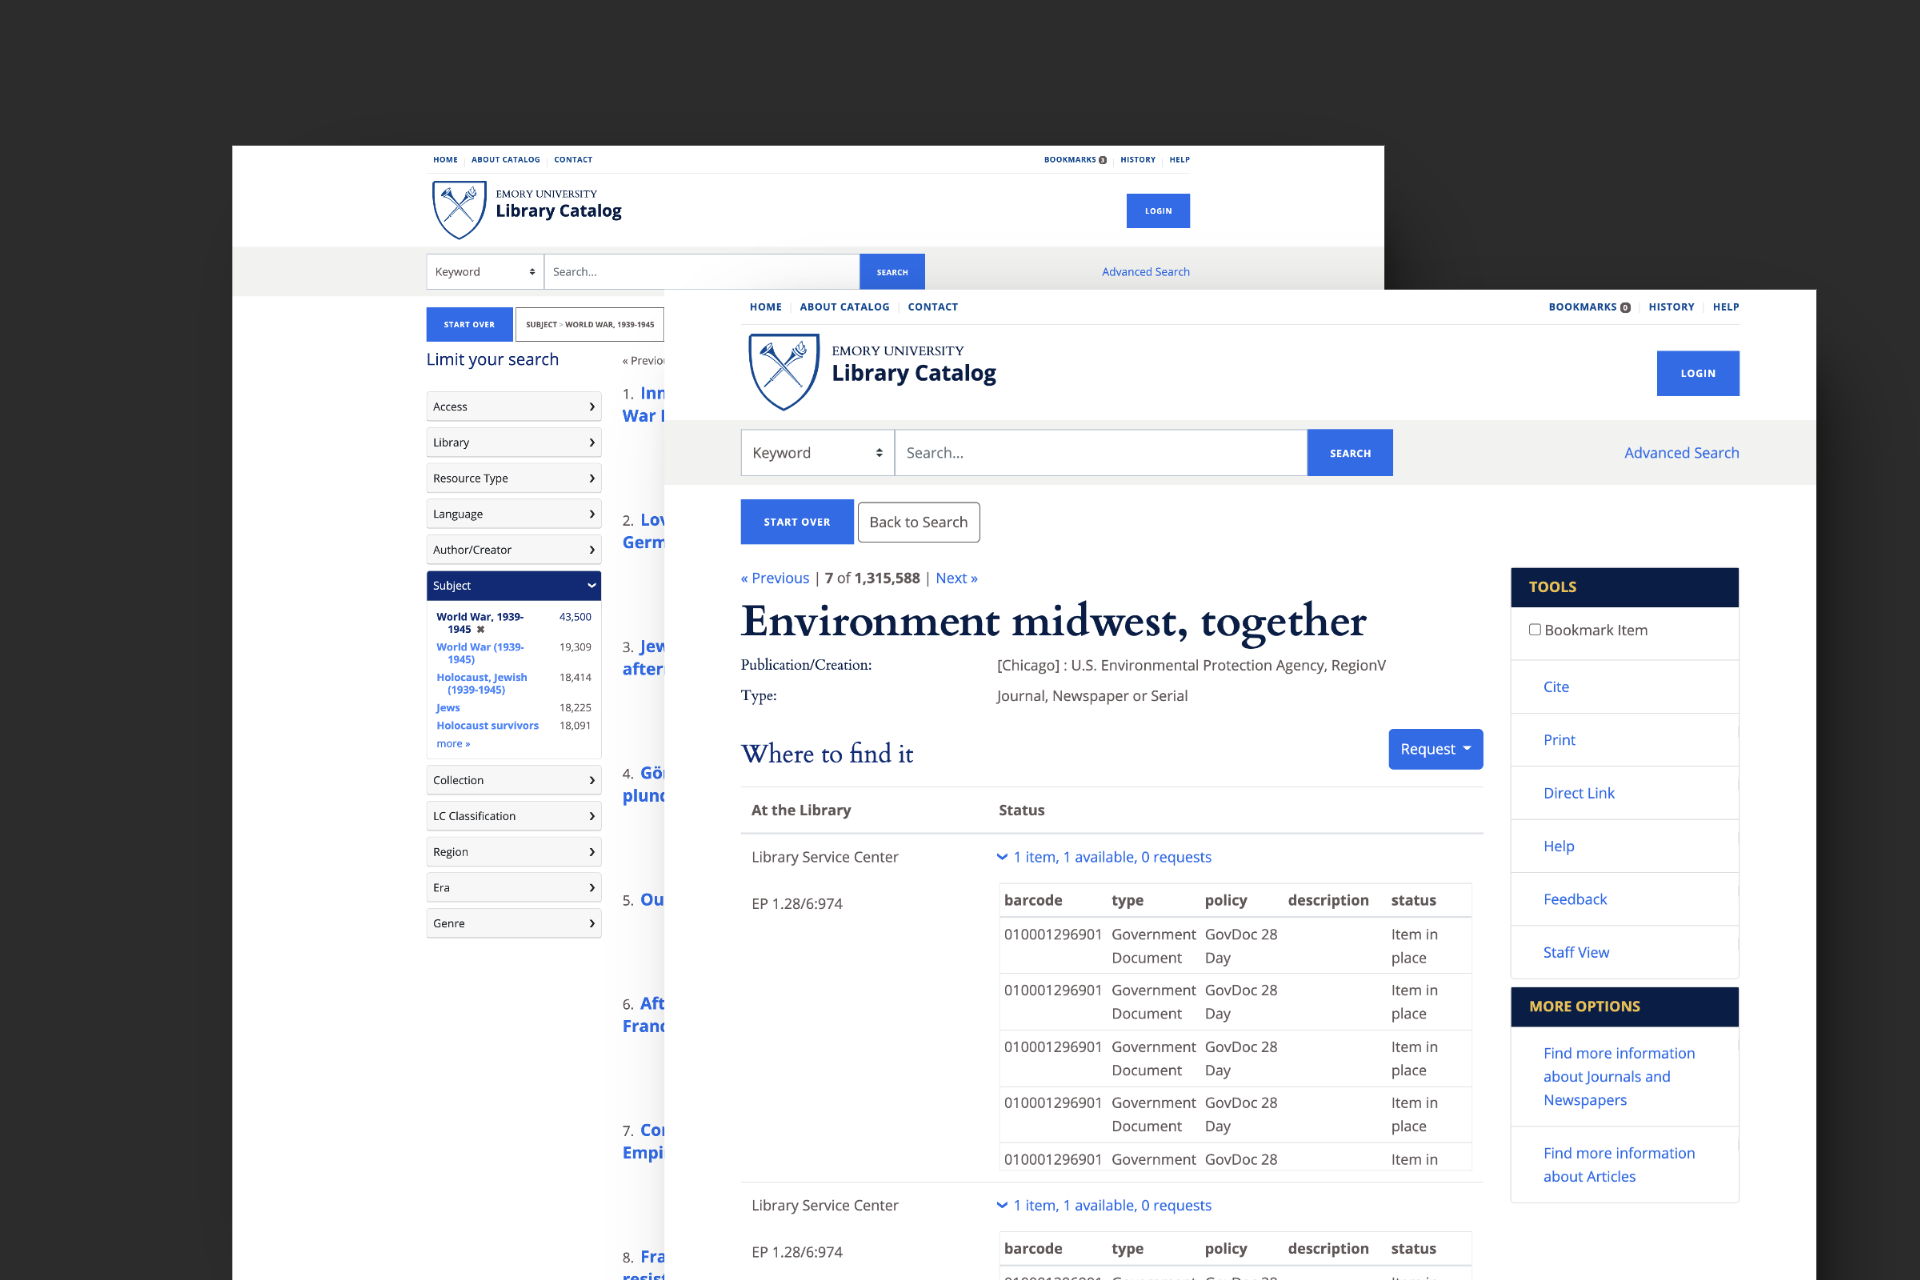 HOME ABOUT CATALOG CONTACT BOOKMARKS 0 HISTORY HELP
EMORY UNIVERSITY
Library Catalog
LOGIN
Keyword Search... SEARCH Advanced Search
START OVER SUBJECT > WORLD WAR, 1939-1945
Limit your search
« Previou
Access
Library
Resource Type
Language
Author/Creator
Subject
World War, 1939-
1945 ✖ 43,500
World War (1939-
1945) 19,309
Holocaust, Jewish
(1939-1945) 18,414
Jews 18,225
Holocaust survivors 18,091
more »
Collection
LC Classification
Region
Era
Genre
1. Inn
War
2. Lov
Germ
3. Jew
after
4. Gö
plund
5. Ou
6. Aft
Franc
7. Co
Empi
8. Fra
resist
HOME ABOUT CATALOG CONTACT BOOKMARKS 0 HISTORY HELP
EMORY UNIVERSITY
Library Catalog
LOGIN
Keyword Search... SEARCH Advanced Search
START OVER Back to Search
« Previous | 7 of 1,315,588 | Next »
Environment midwest, together
Publication/Creation: [Chicago] : U.S. Environmental Protection Agency, RegionV
Type: Journal, Newspaper or Serial
Where to find it
Request
At the Library Status
Library Service Center 1 item, 1 available, 0 requests
EP 1.28/6:974
barcode type policy description status
010001296901 Government GovDoc 28 Item in
Document Day place
010001296901 Government GovDoc 28 Item in
Document Day place
010001296901 Government GovDoc 28 Item in
Document Day place
010001296901 Government GovDoc 28 Item in
Document Day place
010001296901 Government GovDoc 28 Item in
Library Service Center 1 item, 1 available, 0 requests
EP 1.28/6:974
barcode type policy description status
TOOLS
Bookmark Item
Cite
Print
Direct Link
Help
Feedback
Staff View
MORE OPTIONS
Find more information
about Journals and
Newspapers
Find more information
about Articles